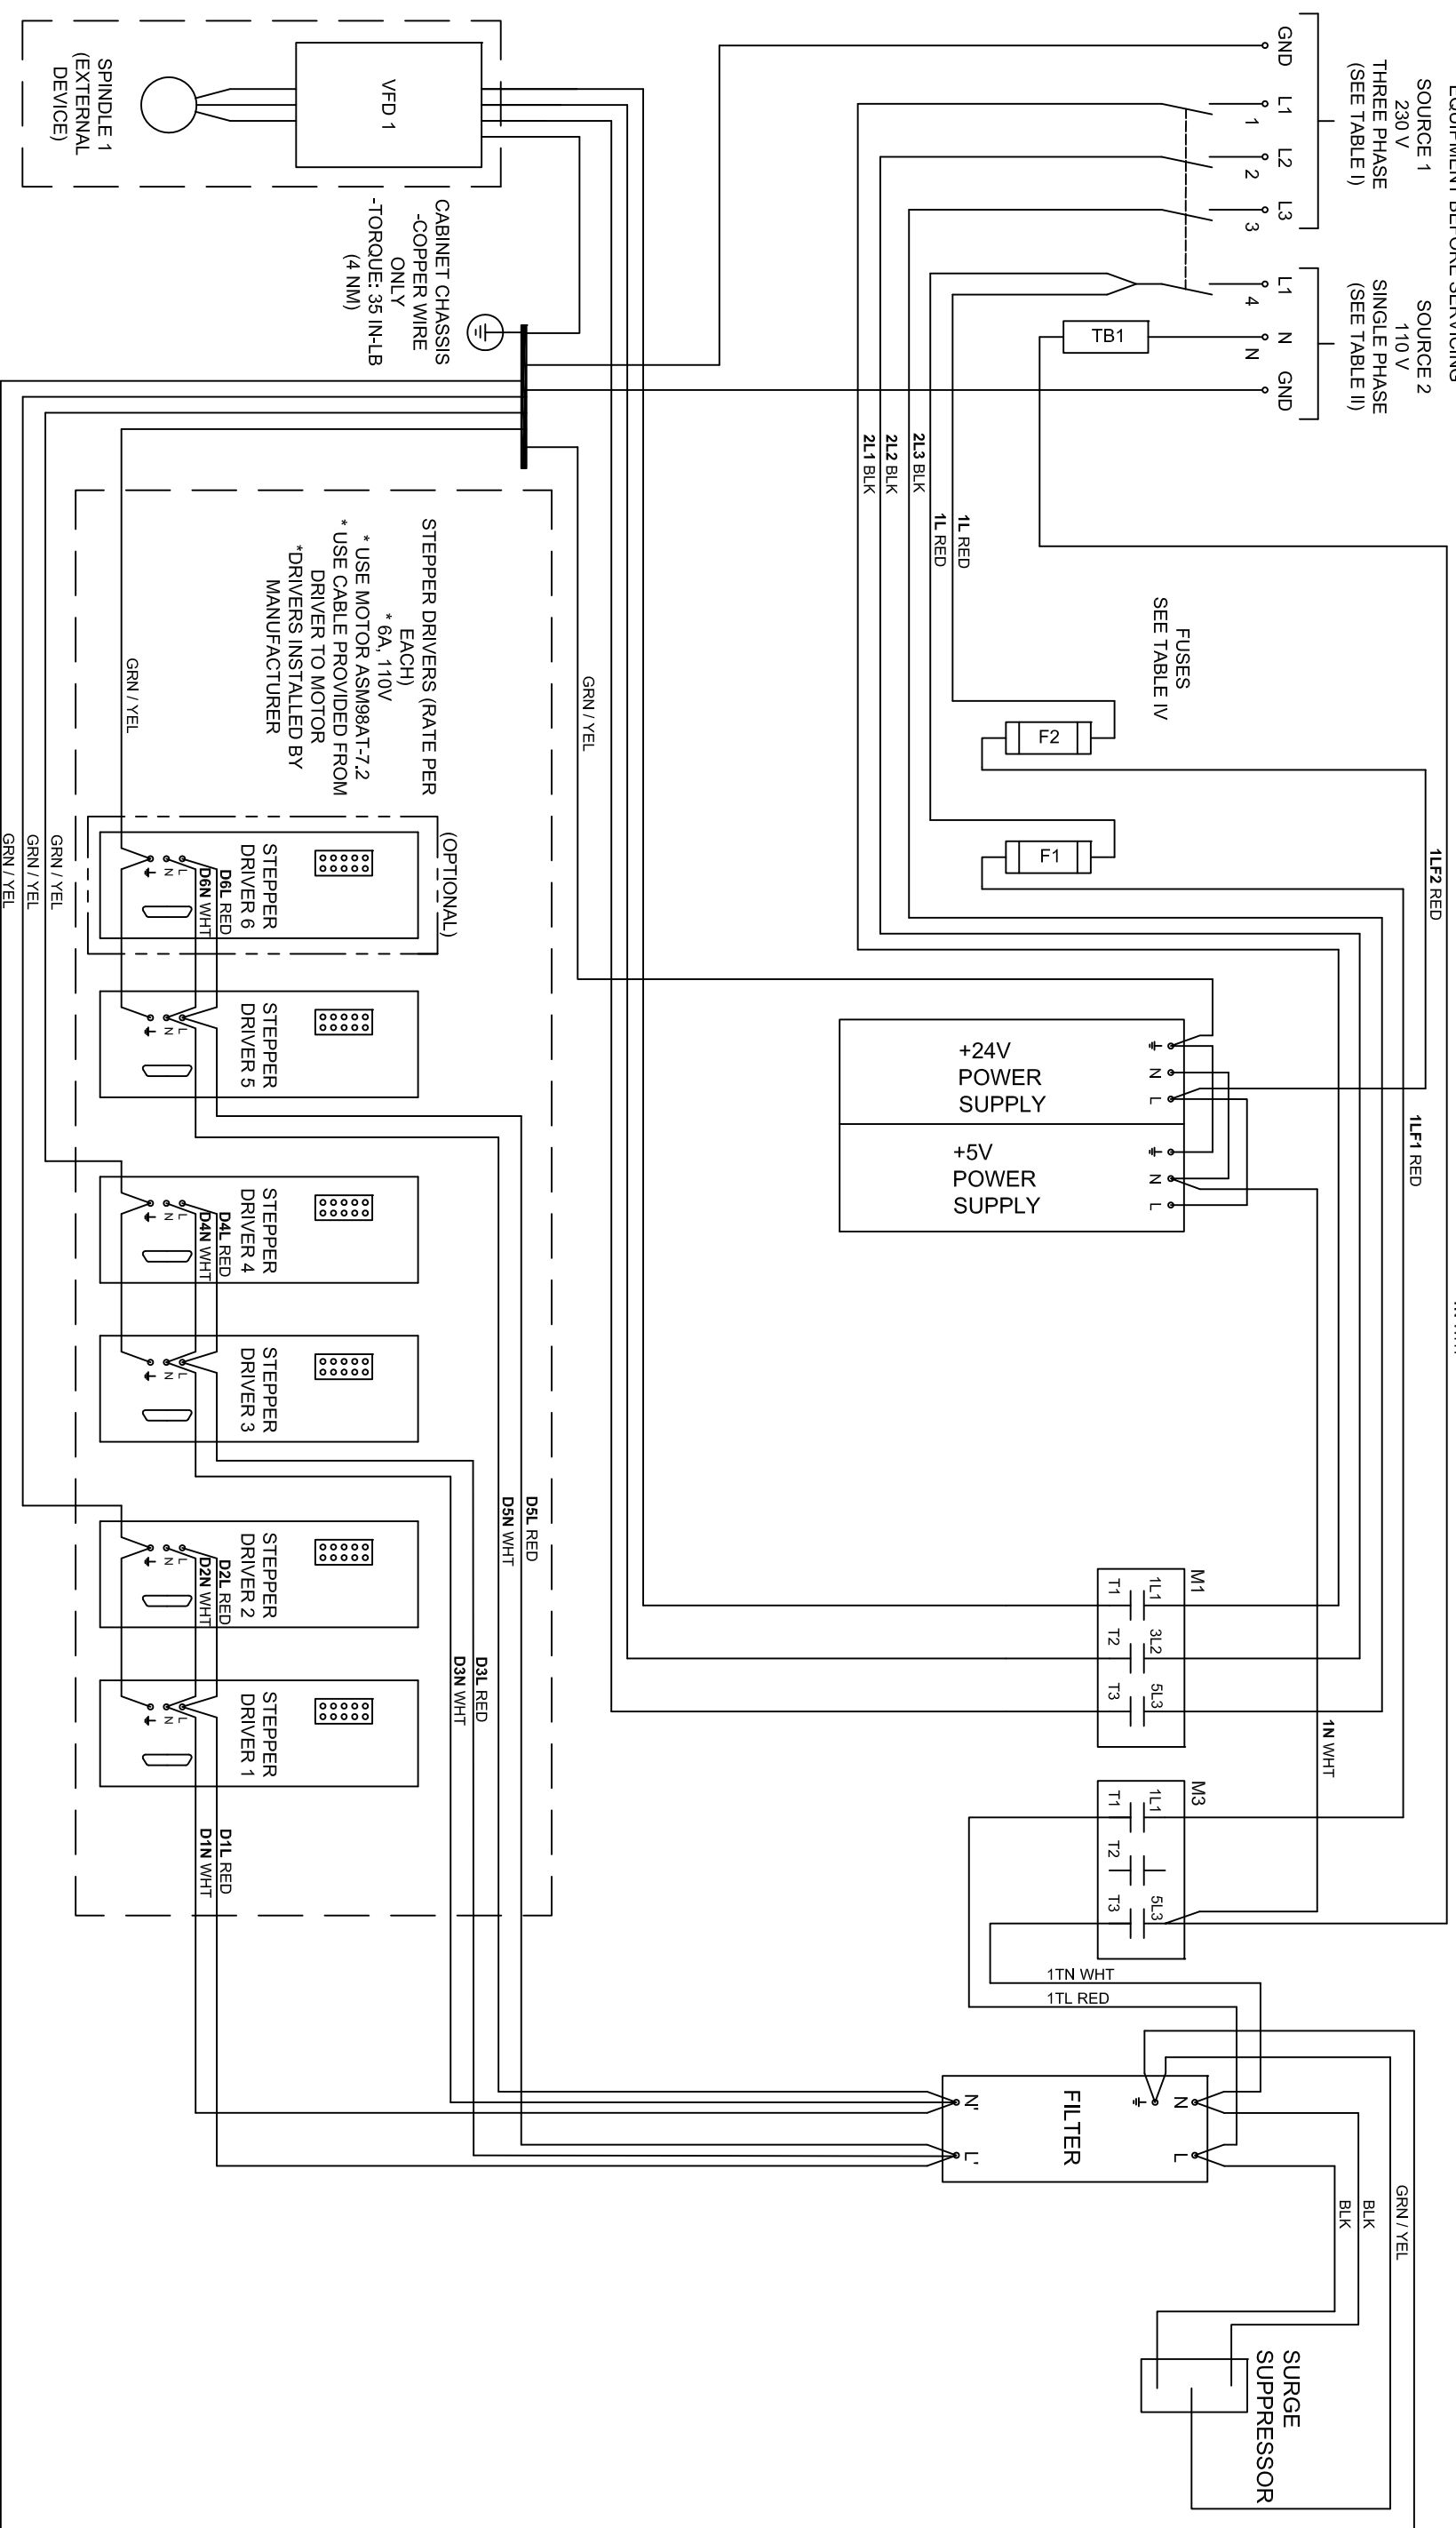 EQUIPMENT BEFORE SERVICING
SOURCE 1
230 V
THREE PHASE
(SEE TABLE I)
SOURCE 2
110 V
SINGLE PHASE
(SEE TABLE II)
GND
L1
L2
L3
L1
N
GND
1
2
3
4
N
TB1
2L1 BLK
2L2 BLK
2L3 BLK
1L RED
1L RED
FUSES
SEE TABLE IV
F2
F1
1LF2 RED
1LF1 RED
VFD 1
SPINDLE 1
(EXTERNAL
DEVICE)
CABINET CHASSIS
-COPPER WIRE
ONLY
-TORQUE: 35 IN-LB
(4 NM)
GRN / YEL
GRN / YEL
GRN / YEL
GRN / YEL
GRN / YEL
STEPPER DRIVERS (RATE PER
EACH)
* 6A, 110V
* USE MOTOR ASM98AT-7.2
* USE CABLE PROVIDED FROM
DRIVER TO MOTOR
*DRIVERS INSTALLED BY
MANUFACTURER
(OPTIONAL)
STEPPER
DRIVER 6
L
N
D6L RED
D6N WHT
STEPPER
DRIVER 5
L
N
D5L RED
D5N WHT
STEPPER
DRIVER 4
L
N
D4L RED
D4N WHT
STEPPER
DRIVER 3
L
N
D3L RED
D3N WHT
STEPPER
DRIVER 2
L
N
D2L RED
D2N WHT
STEPPER
DRIVER 1
L
N
D1L RED
D1N WHT
+24V
POWER
SUPPLY
N
L
+5V
POWER
SUPPLY
N
L
M1
1L1
3L2
5L3
T1
T2
T3
1N WHT
M3
1L1
5L3
T1
T2
T3
1TN WHT
1TL RED
FILTER
N
L
N'
L'
GRN / YEL
BLK
BLK
SURGE
SUPPRESSOR